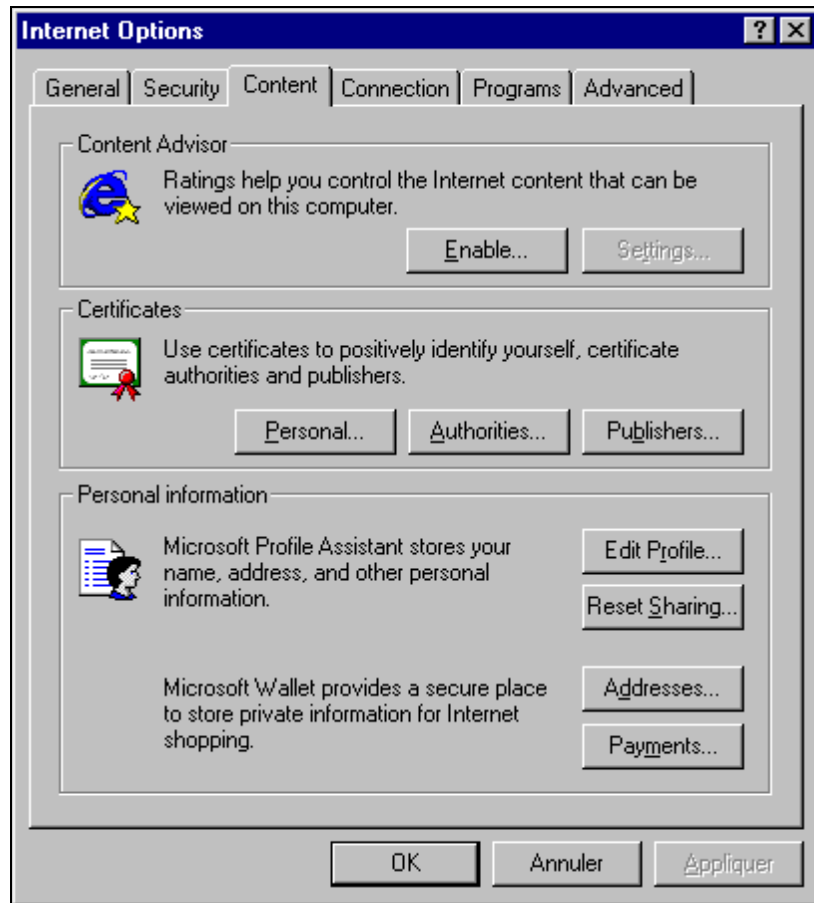 Internet Options
General Security Content Connection Programs Advanced
Content Advisor
Ratings help you control the Internet content that can be
viewed on this computer.
Enable... Settings...
Certificates
Use certificates to positively identify yourself, certificate
authorities and publishers.
Personal... Authorities... Publishers...
Personal information
Microsoft Profile Assistant stores your
name, address, and other personal
information.
Edit Profile...
Reset Sharing...
Microsoft Wallet provides a secure place
to store private information for Internet
shopping.
Addresses...
Payments...
OK Annuler Appliquer